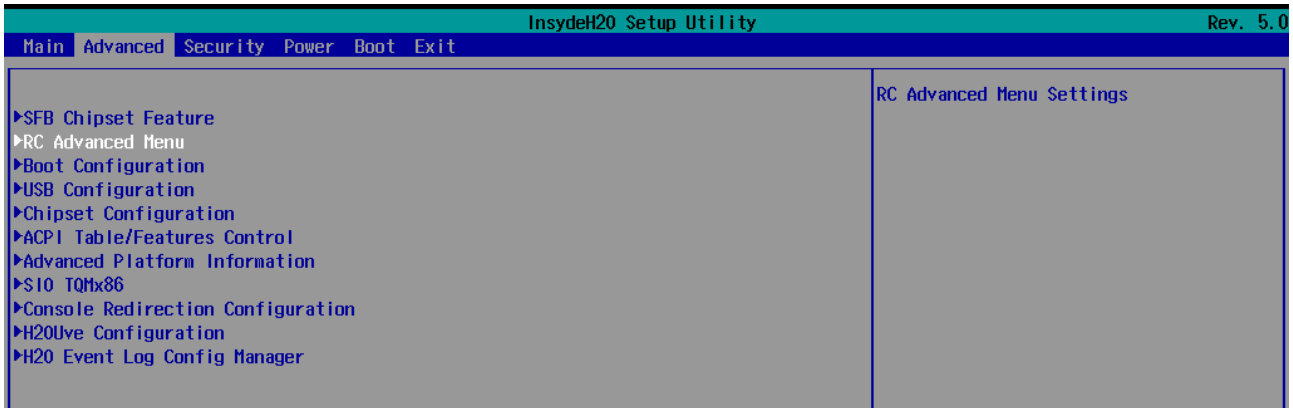 InsydeH2O Setup Utility Rev. 5.0
Main Advanced Security Power Boot Exit
RC Advanced Menu Settings
▶SFB Chipset Feature
▶RC Advanced Menu
▶Boot Configuration
▶USB Configuration
▶Chipset Configuration
▶ACPI Table/Features Control
▶Advanced Platform Information
▶SIO TQMx86
▶Console Redirection Configuration
▶H2OUve Configuration
▶H2O Event Log Config Manager